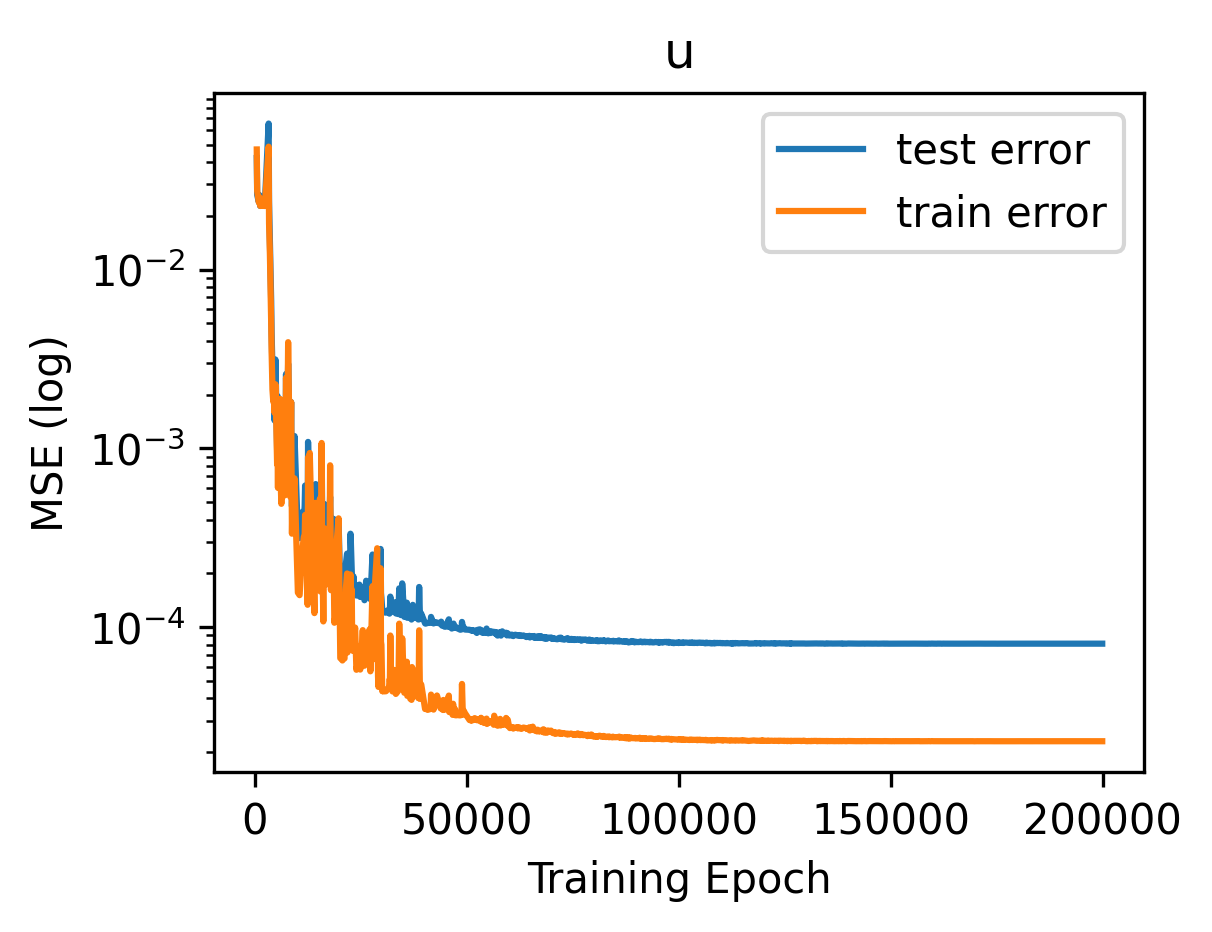 u
test error
train error
MSE (log)
10⁻²
10⁻³
10⁻⁴
0 50000 100000 150000 200000
Training Epoch